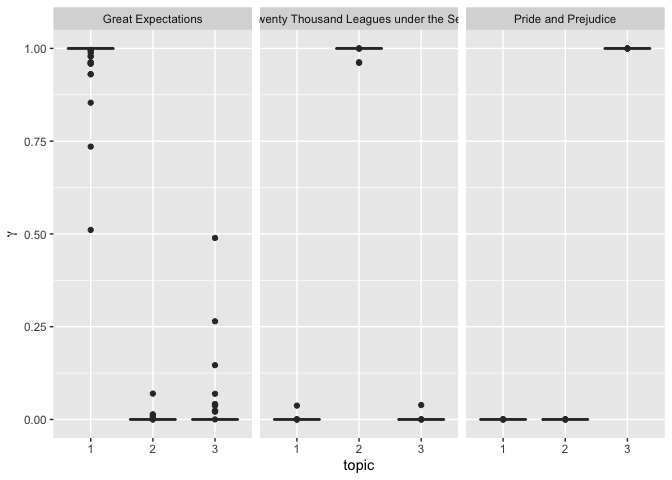 Great Expectations
wenty Thousand Leagues under the Se
Pride and Prejudice
1.00
0.75
0.50
0.25
0.00
γ
1 2 3
1 2 3
1 2 3
topic